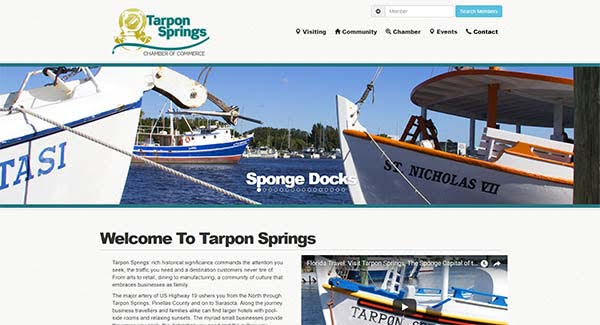 Member
Search Members
Tarpon
Springs
CHAMBER OF COMMERCE
Visiting Community Chamber Events Contact
TASI
ST. NICHOLAS VII
Sponge Docks
Welcome To Tarpon Springs
Tarpon Springs' rich historical significance commands the attention you
seek, the traffic you need and a destination customers never tire of.
From arts to retail, dining to manufacturing, a community of culture that
embraces businesses as family.
The major artery of US Highway 19 ushers you from the North through
Tarpon Springs, Pinellas County and on to Sarasota. Along the journey
business travellers and families alike can find larger hotels with pool-
side rooms and relaxing sunsets. The myriad small businesses provide
Florida Travel: Visit Tarpon Springs, The Sponge Capital of t...
TARPON